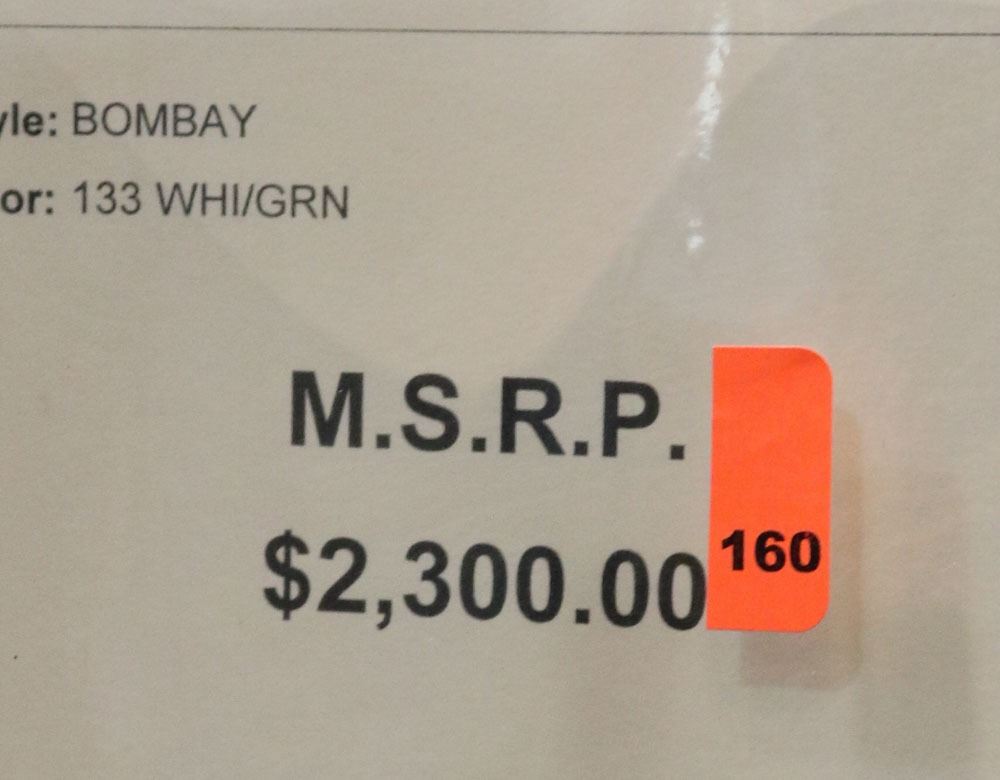 yle: BOMBAY
or: 133 WHI/GRN
M.S.R.P.
$2,300.00
160